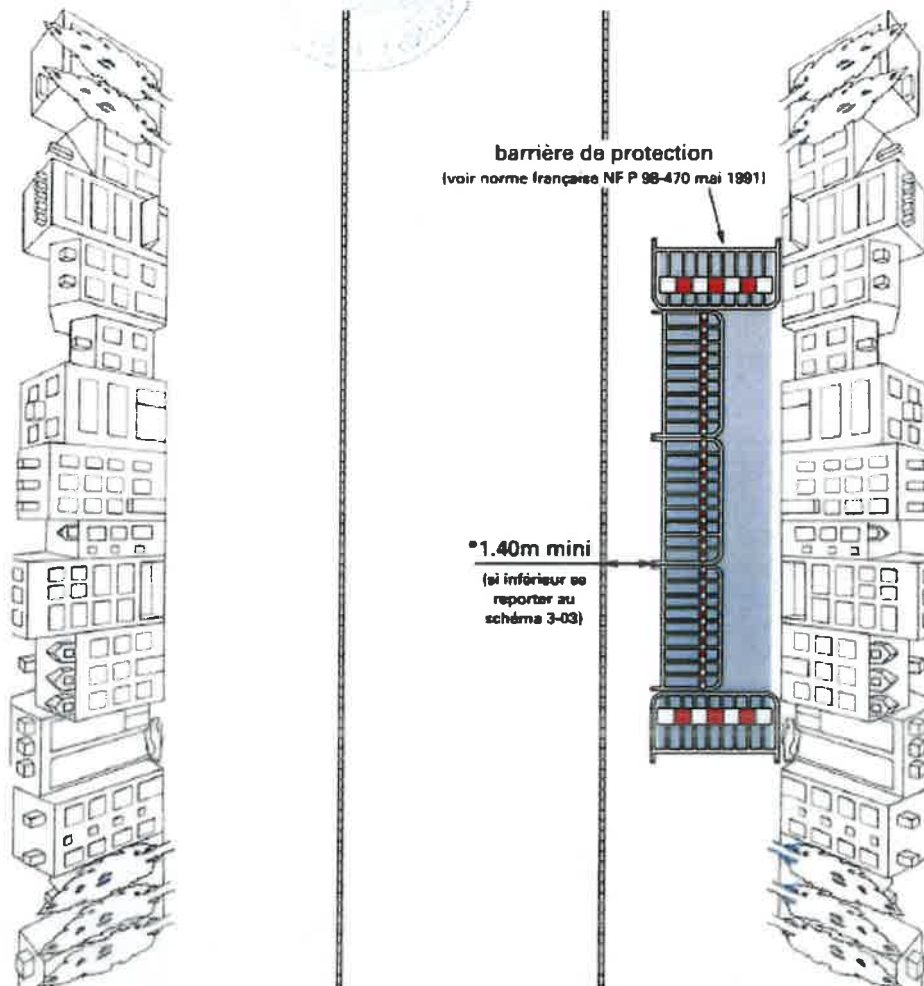 barrière de protection
(voir norme française NF P 98-470 mai 1991)
*1.40m mini
(si inférieur se
reporter au
schéma 3-03)